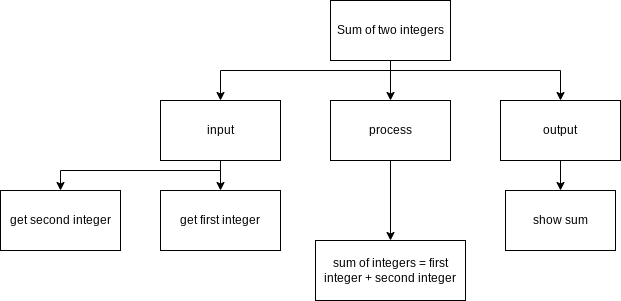 Sum of two integers
input
process
output
get second integer
get first integer
show sum
sum of integers = first
integer + second integer